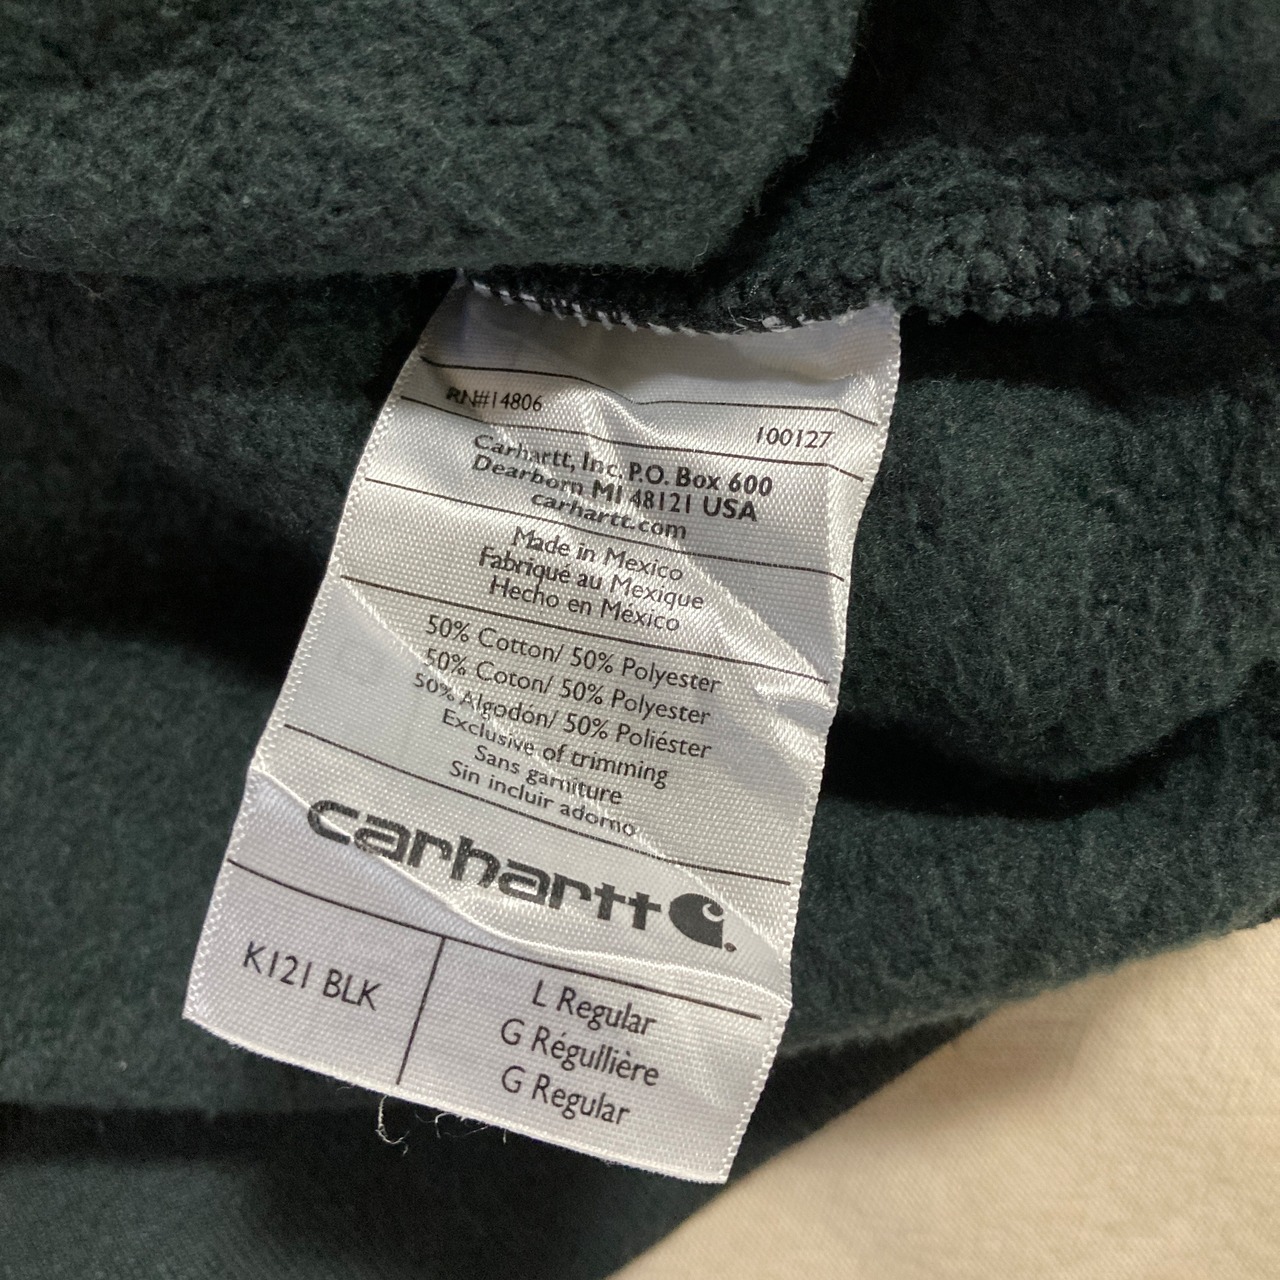 RN#14806
100127
Carhartt, Inc. P.O. Box 600
Dearborn MI 48121 USA
carhartt.com
Made in Mexico
Fabriqué au Mexique
Hecho en México
50% Cotton/ 50% Polyester
50% Coton/ 50% Polyester
50% Algodón/ 50% Poliéster
Exclusive of trimming
Sans garniture
Sin incluir adorno
carhartt
K121 BLK
L Regular
G Régullière
G Regular